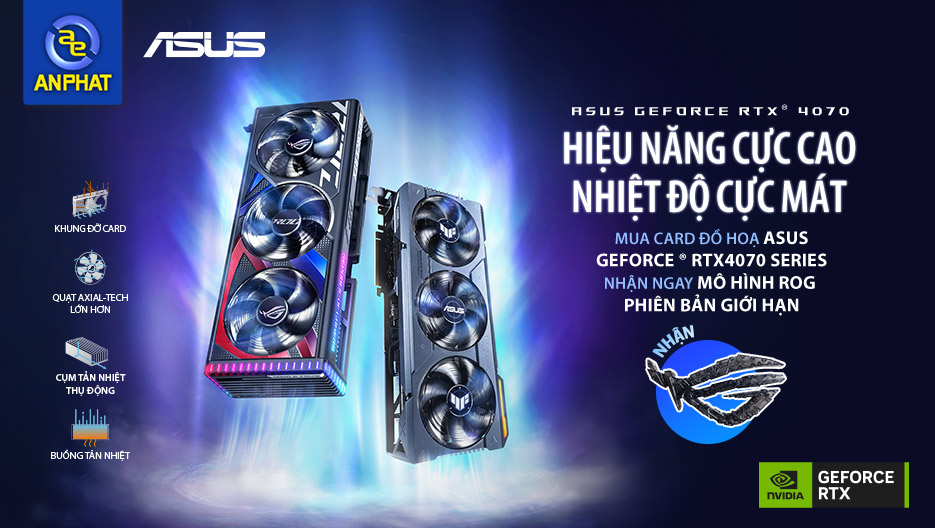 ANPHAT
ASUS
ASUS GEFORCE RTX® 4070
HIỆU NĂNG CỰC CAO
NHIỆT ĐỘ CỰC MÁT
MUA CARD ĐỒ HOẠ ASUS
GEFORCE ® RTX4070 SERIES
NHẬN NGAY MÔ HÌNH ROG
PHIÊN BẢN GIỚI HẠN
NHẬN
KHUNG ĐỠ CARD
QUẠT AXIAL-TECH
LỚN HƠN
CỤM TẢN NHIỆT
THỤ ĐỘNG
BUỒNG TẢN NHIỆT
ASUS
NVIDIA
GEFORCE
RTX